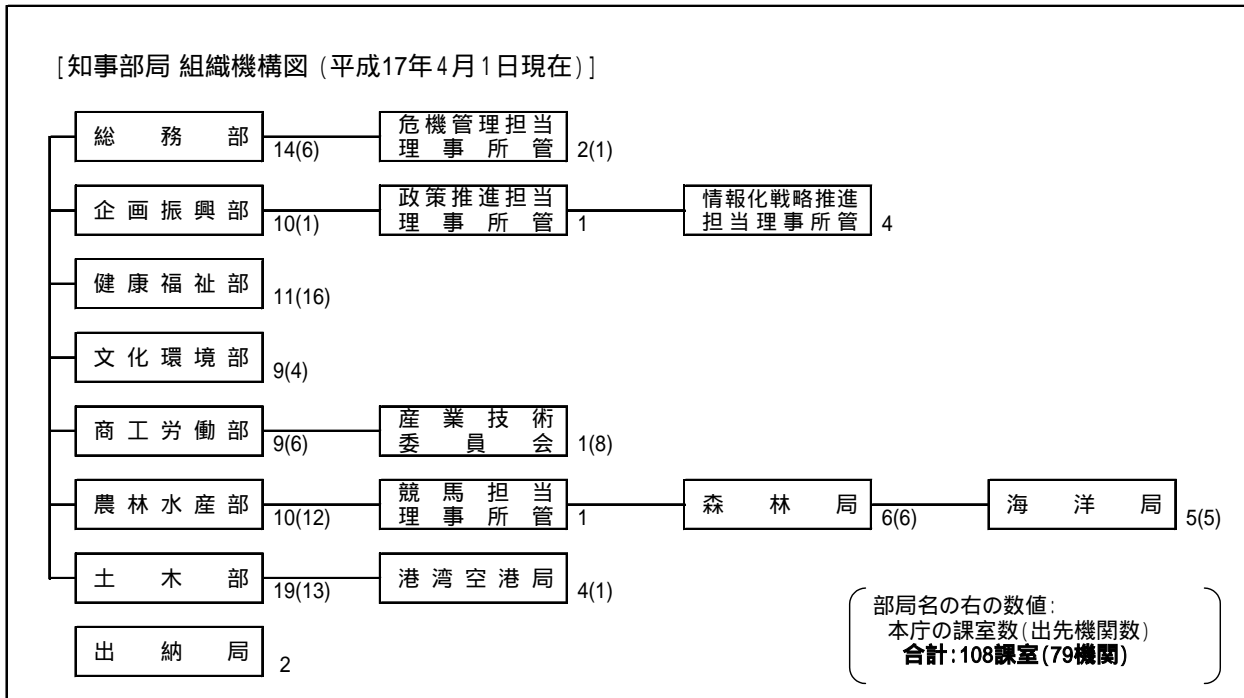 [知事部局 組織機構図 (平成17年4月1日現在)]
総務部 14(6)
危機管理担当
理事所管 2(1)
企画振興部 10(1)
政策推進担当
理事所管 1
情報化戦略推進
担当理事所管 4
健康福祉部 11(16)
文化環境部 9(4)
商工労働部 9(6)
産業技術
委員会 1(8)
農林水産部 10(12)
競馬担当
理事所管 1
森林局 6(6)
海洋局 5(5)
土木部 19(13)
港湾空港局 4(1)
出納局 2
部局名の右の数値:
本庁の課室数(出先機関数)
合計:108課室(79機関)